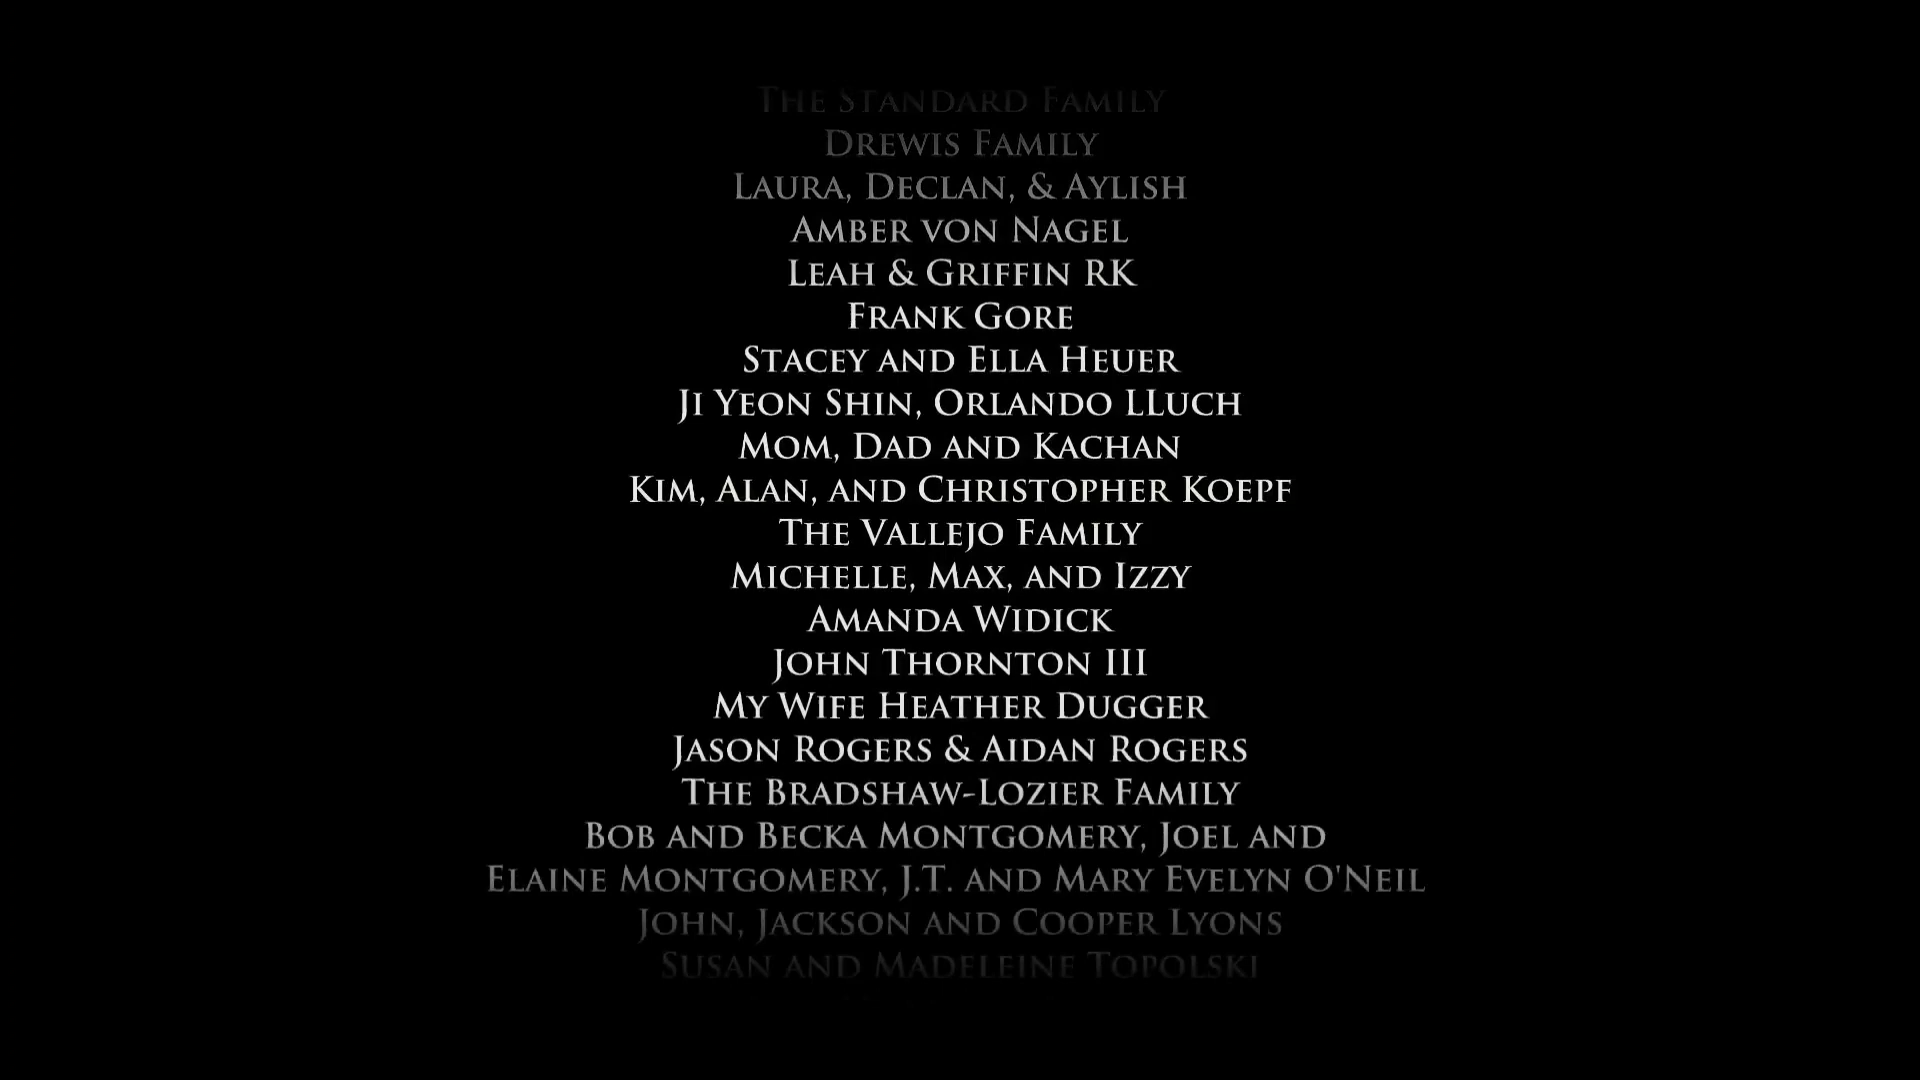 The Standard Family
Drewis Family
Laura, Declan, & Aylish
Amber von Nagel
Leah & Griffin RK
Frank Gore
Stacey and Ella Heuer
Ji Yeon Shin, Orlando LLuch
Mom, Dad and Kachan
Kim, Alan, and Christopher Koepf
The Vallejo Family
Michelle, Max, and Izzy
Amanda Widick
John Thornton III
My Wife Heather Dugger
Jason Rogers & Aidan Rogers
The Bradshaw-Lozier Family
Bob and Becka Montgomery, Joel and
Elaine Montgomery, J.T. and Mary Evelyn O'Neil
John, Jackson and Cooper Lyons
Susan and Madeleine Topolski